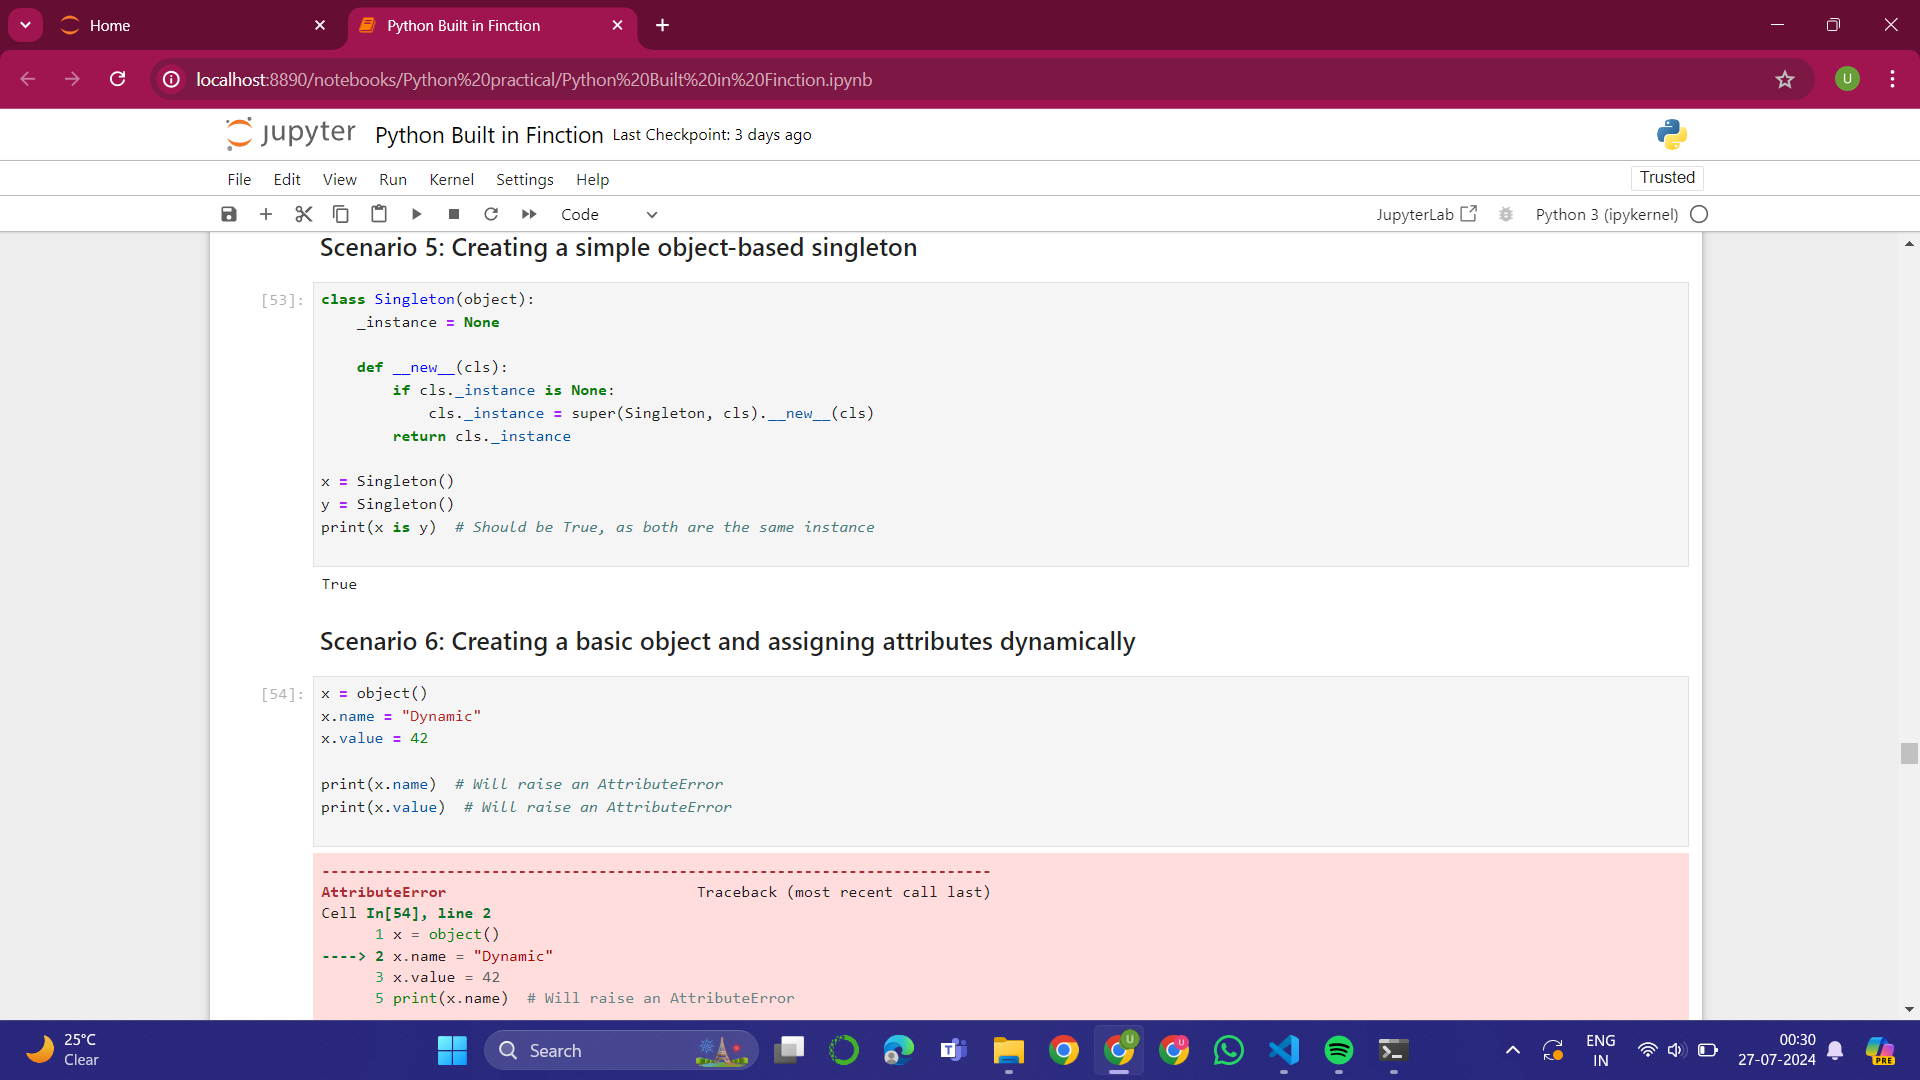 Home
Python Built in Finction
localhost:8890/notebooks/Python%20practical/Python%20Built%20in%20Finction.ipynb
U
jupyter Python Built in Finction Last Checkpoint: 3 days ago
File Edit View Run Kernel Settings Help
Trusted
Code
JupyterLab
Python 3 (ipykernel)
Scenario 5: Creating a simple object-based singleton
[53]:
class Singleton(object):
    _instance = None
    def __new__(cls):
        if cls._instance is None:
            cls._instance = super(Singleton, cls).__new__(cls)
        return cls._instance
x = Singleton()
y = Singleton()
print(x is y)  # Should be True, as both are the same instance
True
Scenario 6: Creating a basic object and assigning attributes dynamically
[54]:
x = object()
x.name = "Dynamic"
x.value = 42
print(x.name)  # Will raise an AttributeError
print(x.value)  # Will raise an AttributeError
---------------------------------------------------------------------------
AttributeError                            Traceback (most recent call last)
Cell In[54], line 2
      1 x = object()
----> 2 x.name = "Dynamic"
      3 x.value = 42
      5 print(x.name)  # Will raise an AttributeError
25°C
Clear
Search
U
U
ENG
IN
00:30
27-07-2024
PRE